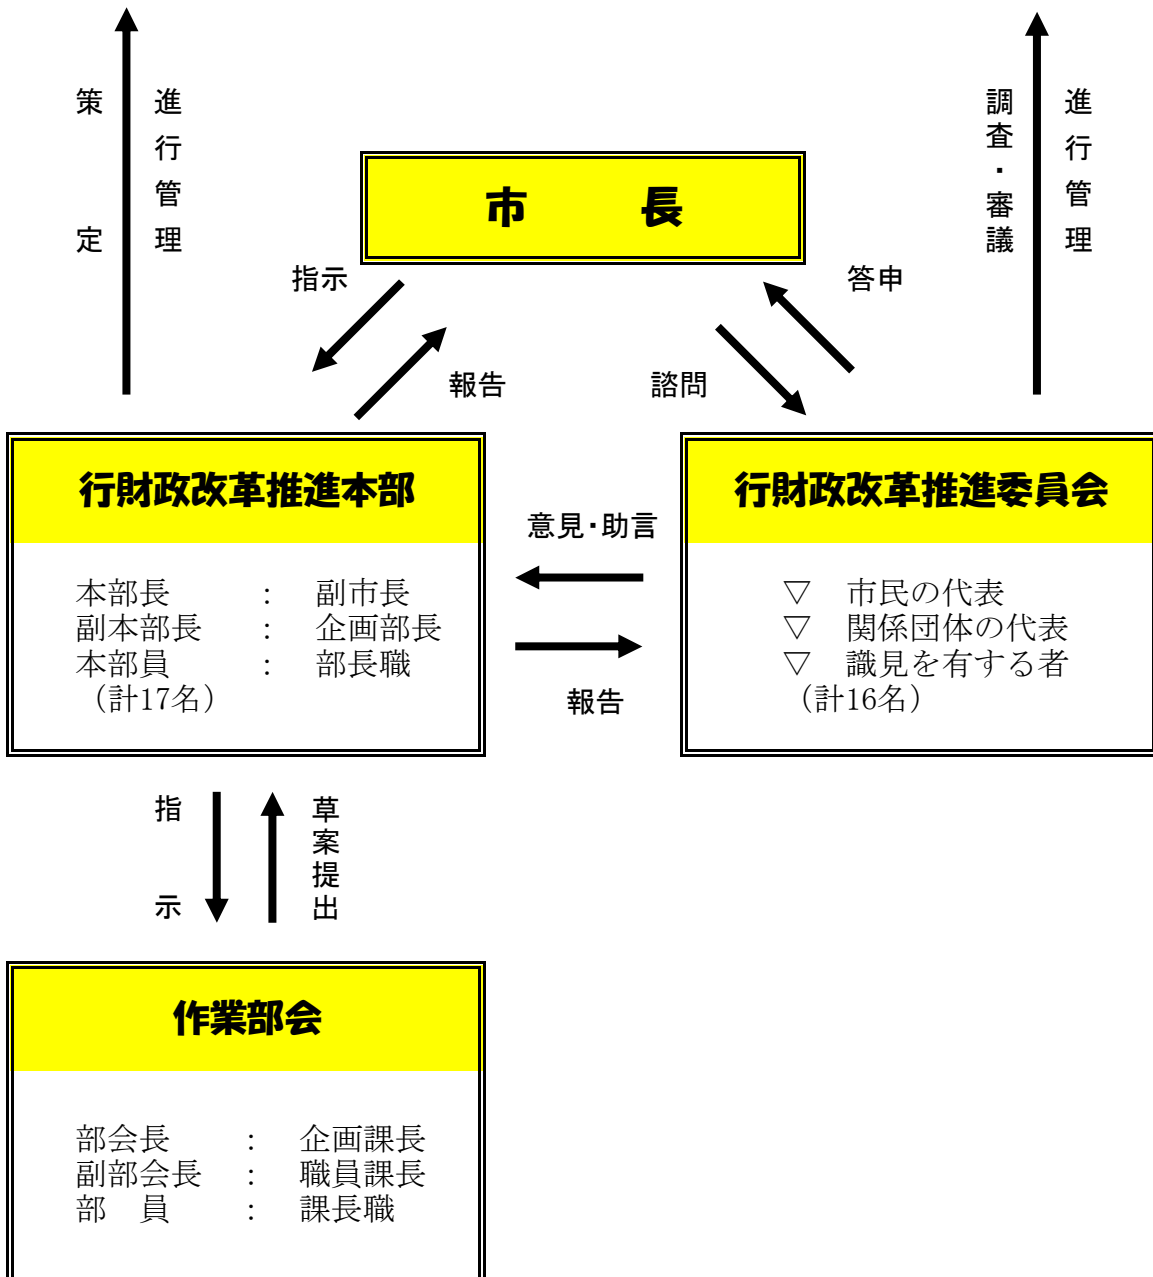 策定
進行管理
調査・審議
進行管理
市　長
指示
答申
報告
諮問
行財政改革推進本部
本部長　：　副市長
副本部長　：　企画部長
本部員　：　部長職
（計17名）
意見・助言
報告
行財政改革推進委員会
▽　市民の代表
▽　関係団体の代表
▽　識見を有する者
（計16名）
指示
草案提出
作業部会
部会長　：　企画課長
副部会長　：　職員課長
部　員　：　課長職